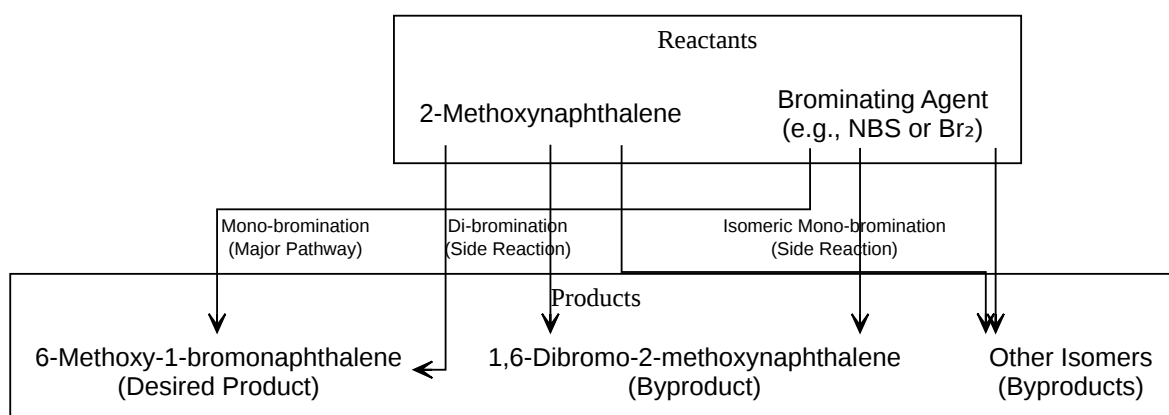 Reactants
2-Methoxynaphthalene
Brominating Agent
(e.g., NBS or Br₂)
Mono-bromination
(Major Pathway)
Di-bromination
(Side Reaction)
Isomeric Mono-bromination
(Side Reaction)
Products
6-Methoxy-1-bromonaphthalene
(Desired Product)
1,6-Dibromo-2-methoxynaphthalene
(Byproduct)
Other Isomers
(Byproducts)